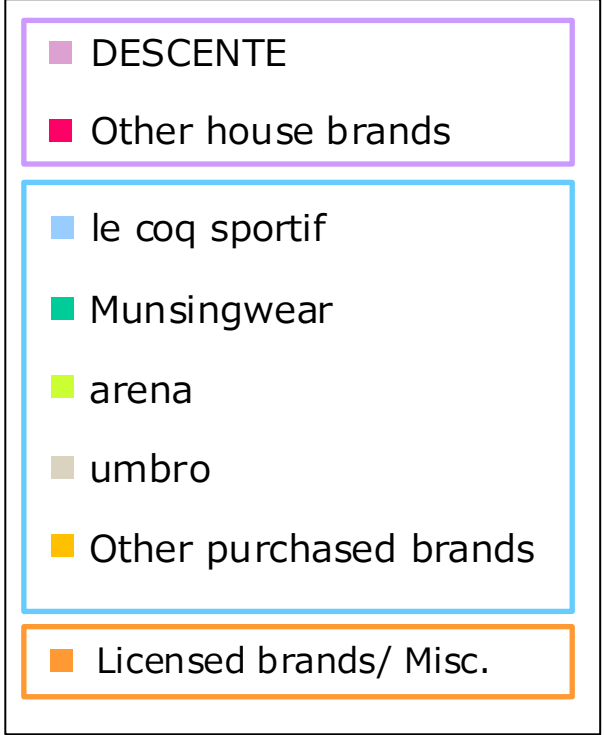 DESCENTE
Other house brands
le coq sportif
Munsingwear
arena
umbro
Other purchased brands
Licensed brands/ Misc.